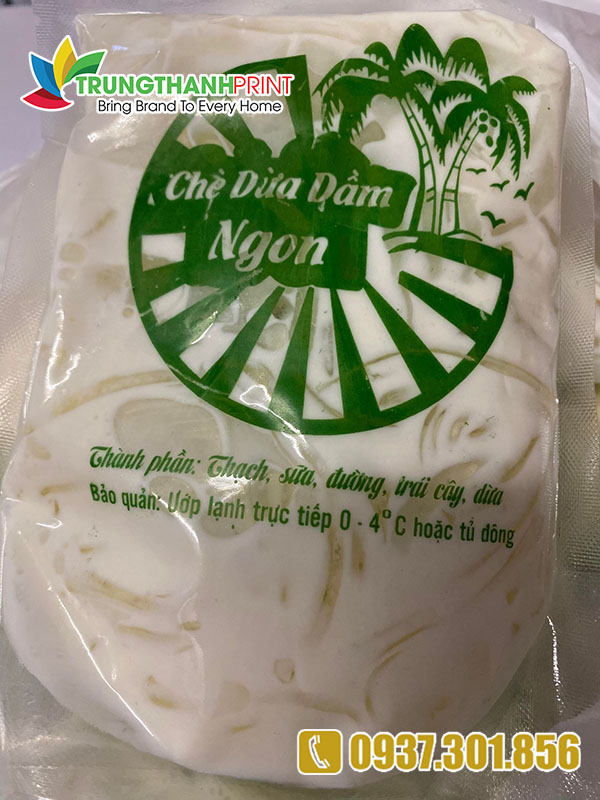 TRUNGTHANHPRINT
Bring Brand To Every Home
Chè Dừa Dầm
Ngon
Thành phần: Thạch, sữa, đường, trái cây, dừa
Bảo quản: Ướp lạnh trực tiếp 0 - 4°C hoặc tủ đông
0937.301.856